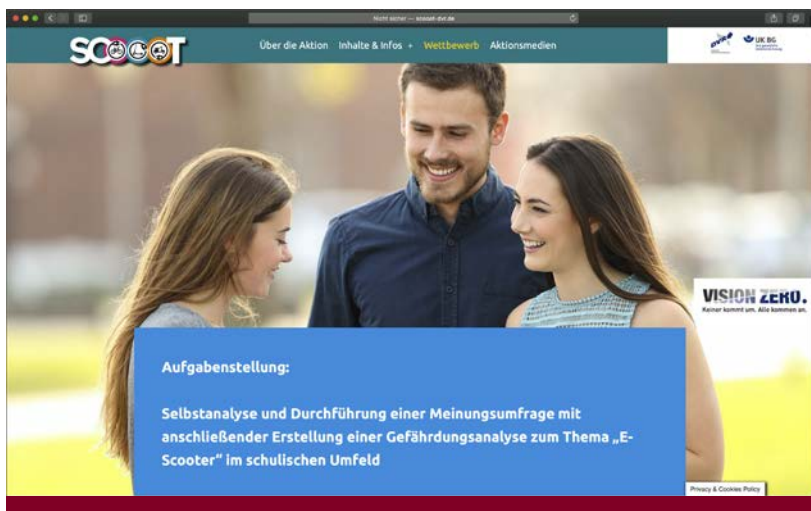 Nicht sicher — scooot-dvr.de
SCOOOT
Über die Aktion Inhalte & Infos Wettbewerb Aktionsmedien
DVR
UK BG
VISION ZERO.
Keiner kommt um. Alle kommen an.
Aufgabenstellung:
Selbstanalyse und Durchführung einer Meinungsumfrage mit
anschließender Erstellung einer Gefährdungsanalyse zum Thema „E-
Scooter“ im schulischen Umfeld
Privacy & Cookies Policy